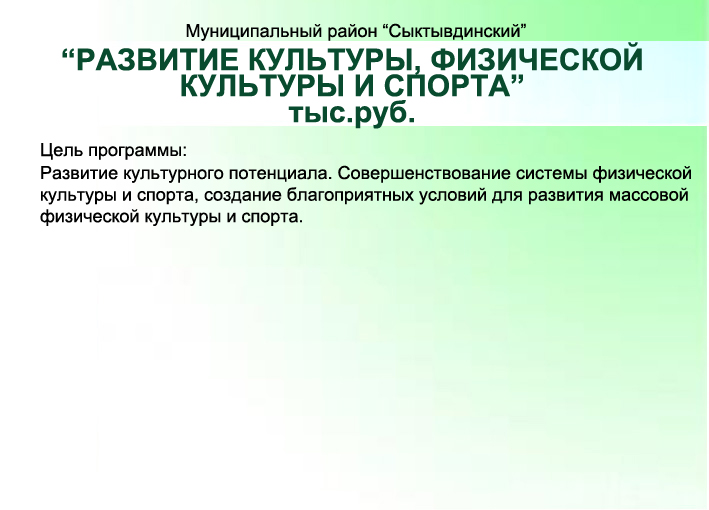 Муниципальный район “Сыктывдинский”
“РАЗВИТИЕ КУЛЬТУРЫ, ФИЗИЧЕСКОЙ
КУЛЬТУРЫ И СПОРТА”
тыс.руб.
Цель программы:
Развитие культурного потенциала. Совершенствование системы физической
культуры и спорта, создание благоприятных условий для развития массовой
физической культуры и спорта.